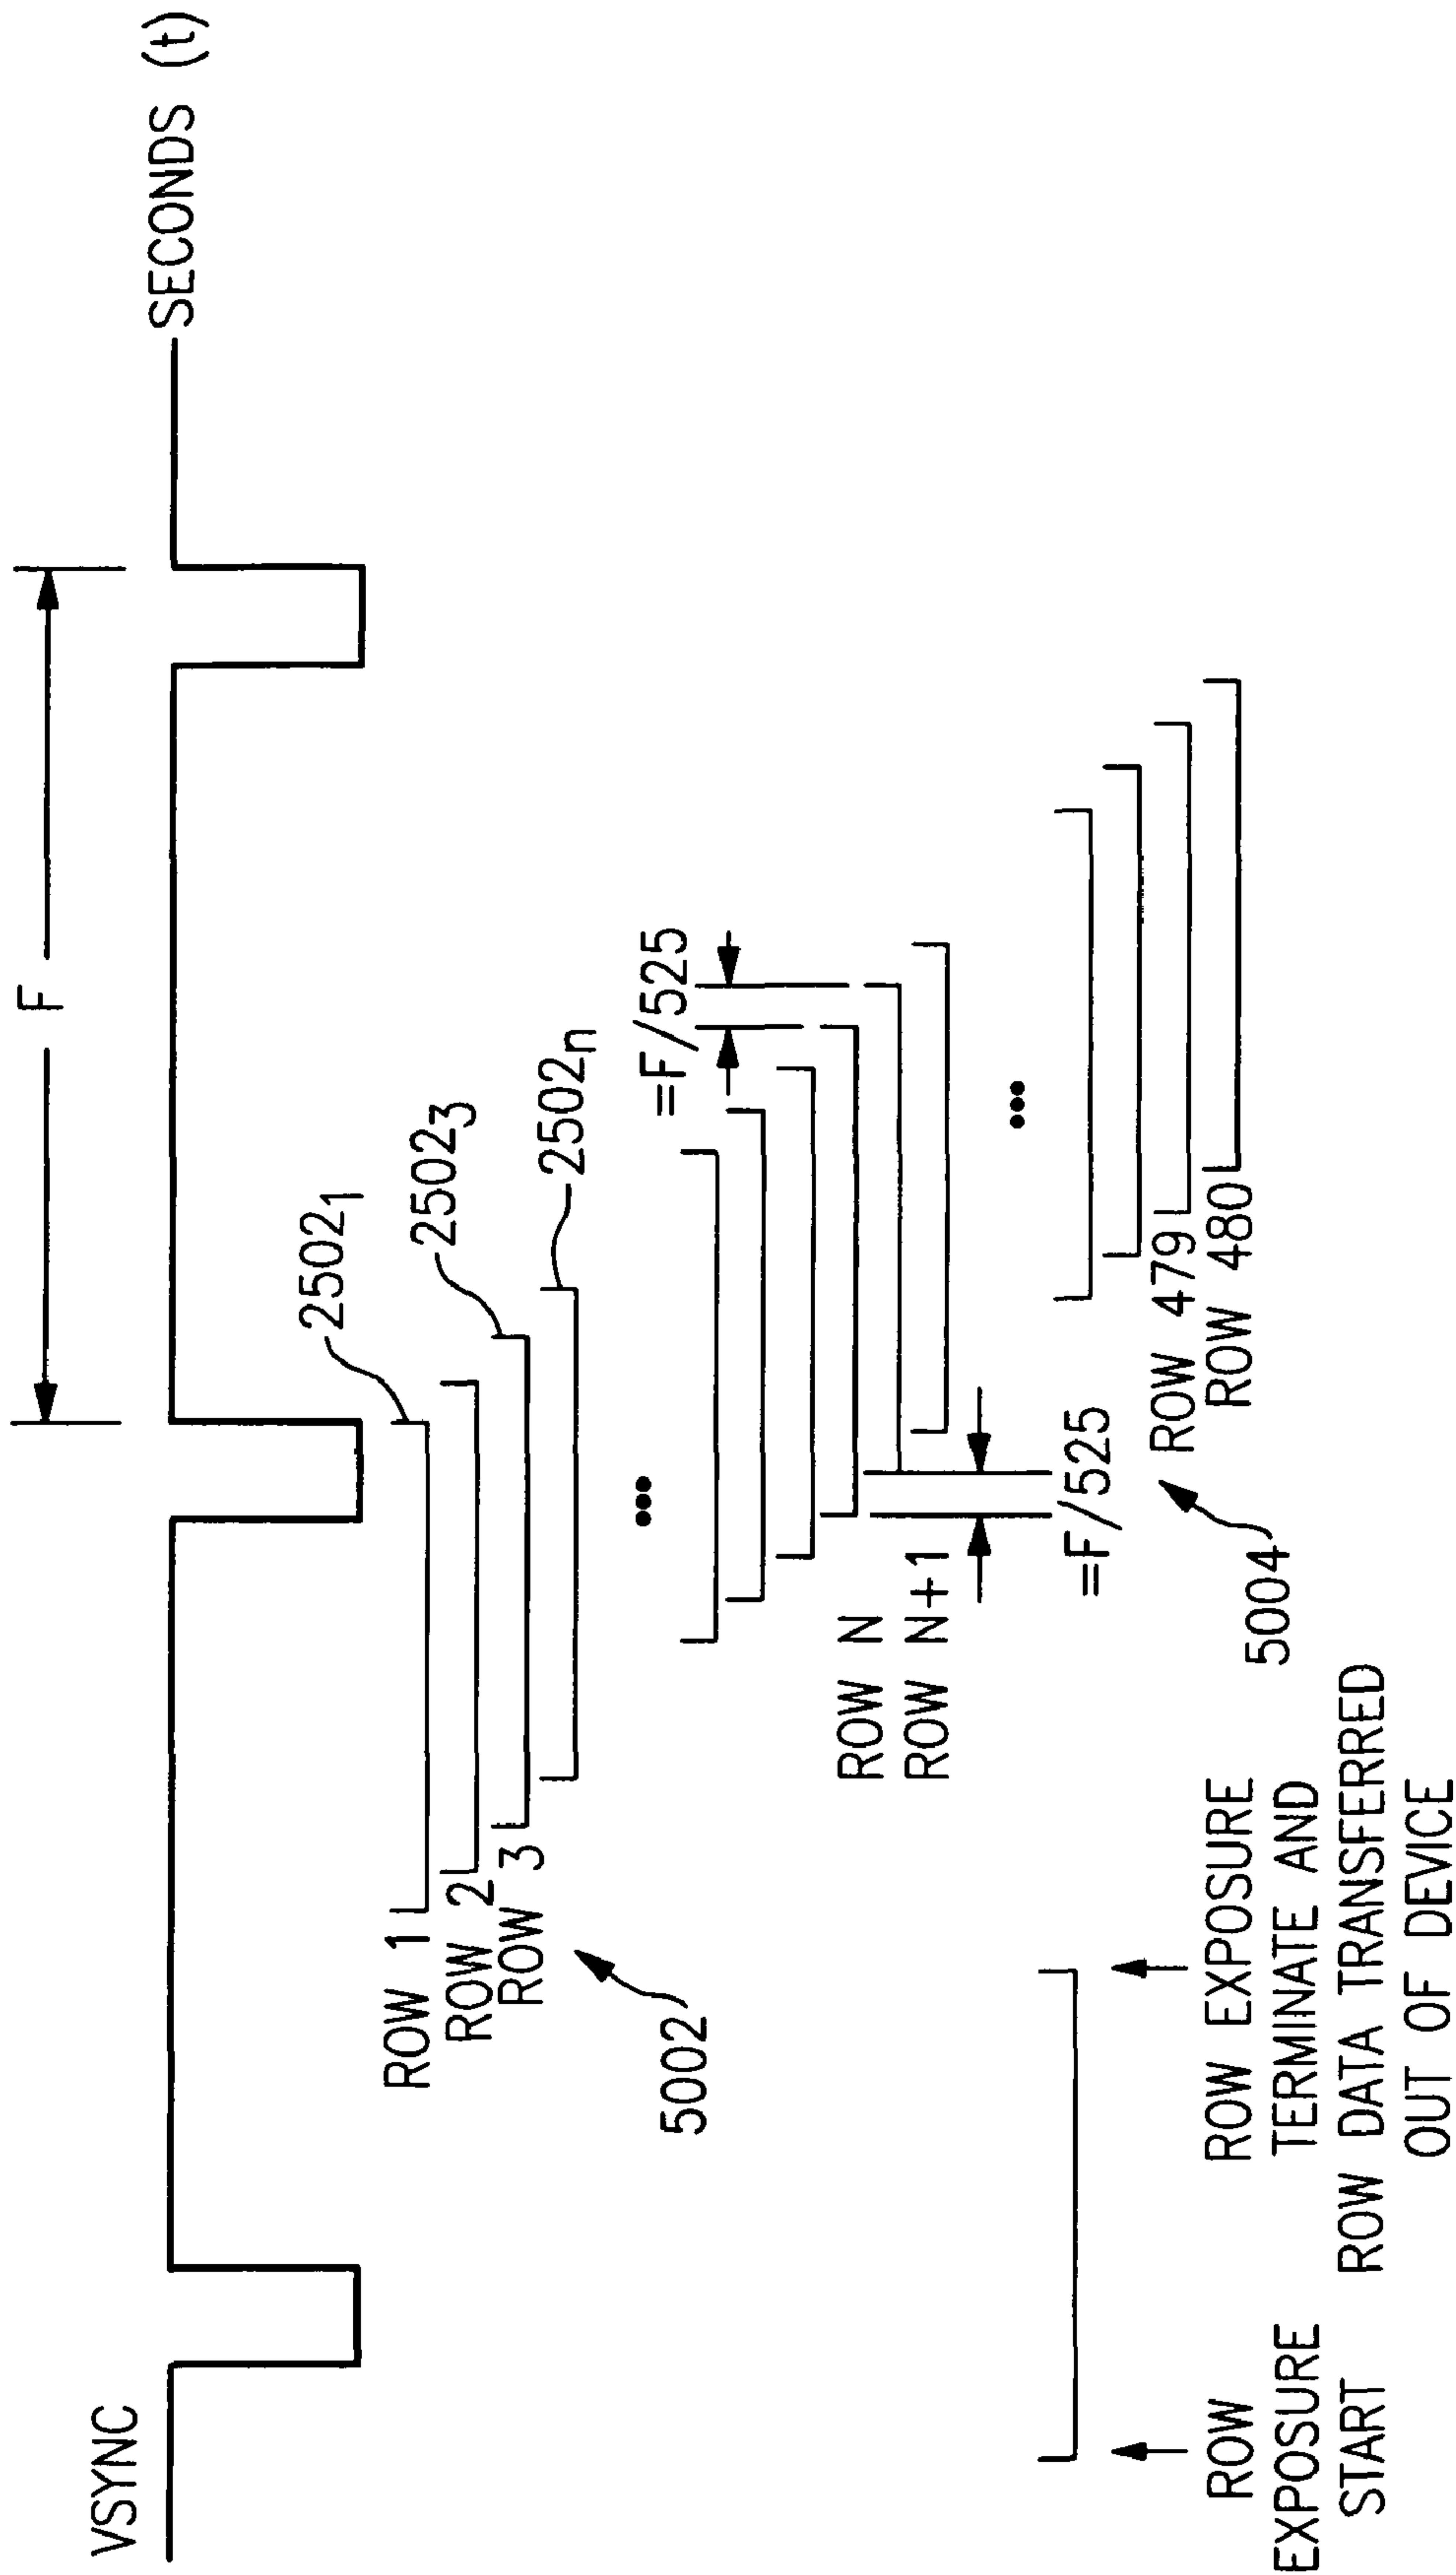 F
VSYNC
SECONDS (t)
2502₁
ROW 1
ROW 2
2502₃
ROW 3
2502ₙ
5002
=F/525
ROW N
ROW N+1
=F/525
5004
ROW 479
ROW 480
ROW
EXPOSURE
START
ROW EXPOSURE
TERMINATE AND
ROW DATA TRANSFERRED
OUT OF DEVICE